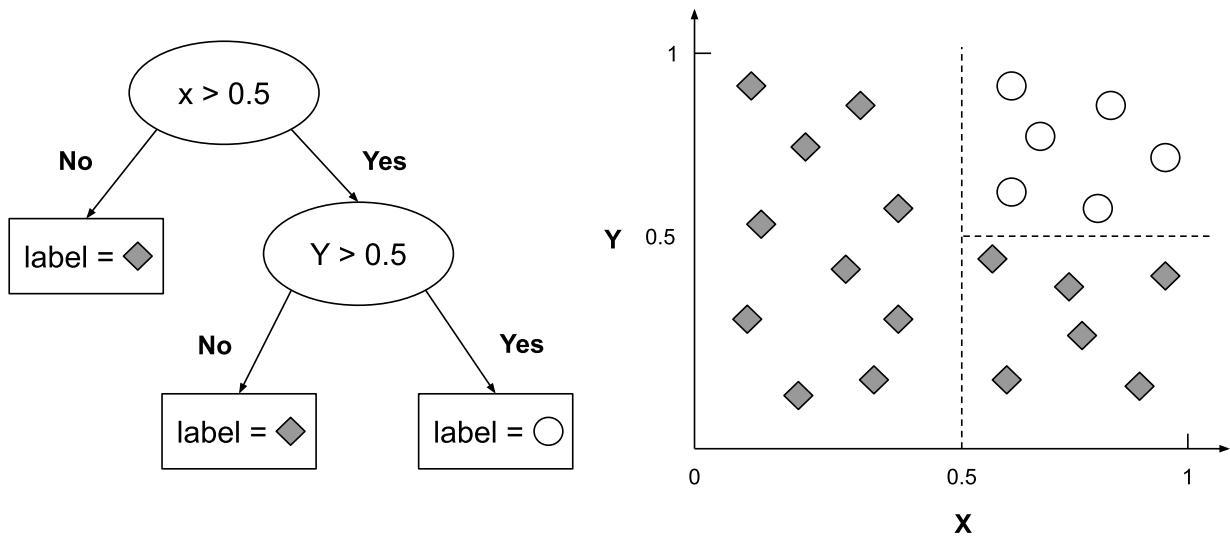 x > 0.5
No
Yes
label =
Y > 0.5
No
Yes
label =
label =
1
Y
0.5
0
0.5
1
X